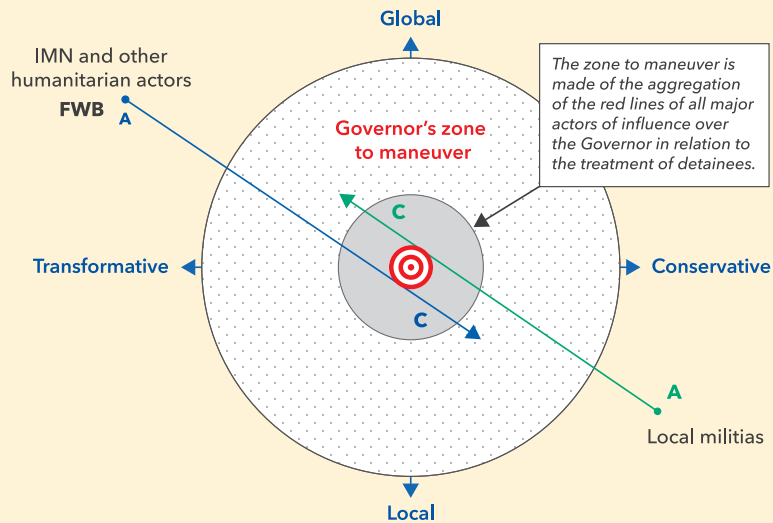 Global
IMN and other
humanitarian actors
FWB
A
The zone to maneuver is
made of the aggregation
of the red lines of all major
actors of influence over
the Governor in relation to
the treatment of detainees.
Governor's zone
to maneuver
C
Transformative
Conservative
C
A
Local militias
Local